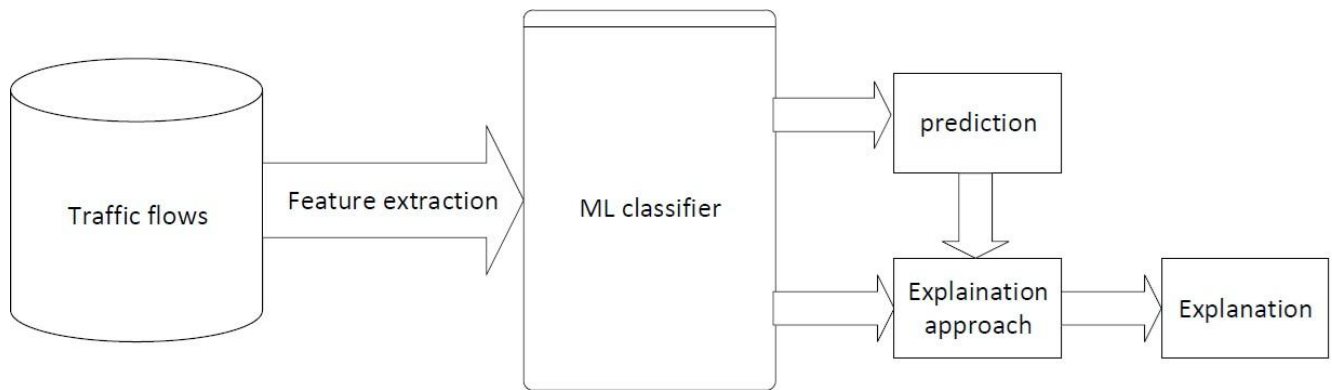 Traffic flows
Feature extraction
ML classifier
prediction
Explaination
approach
Explanation